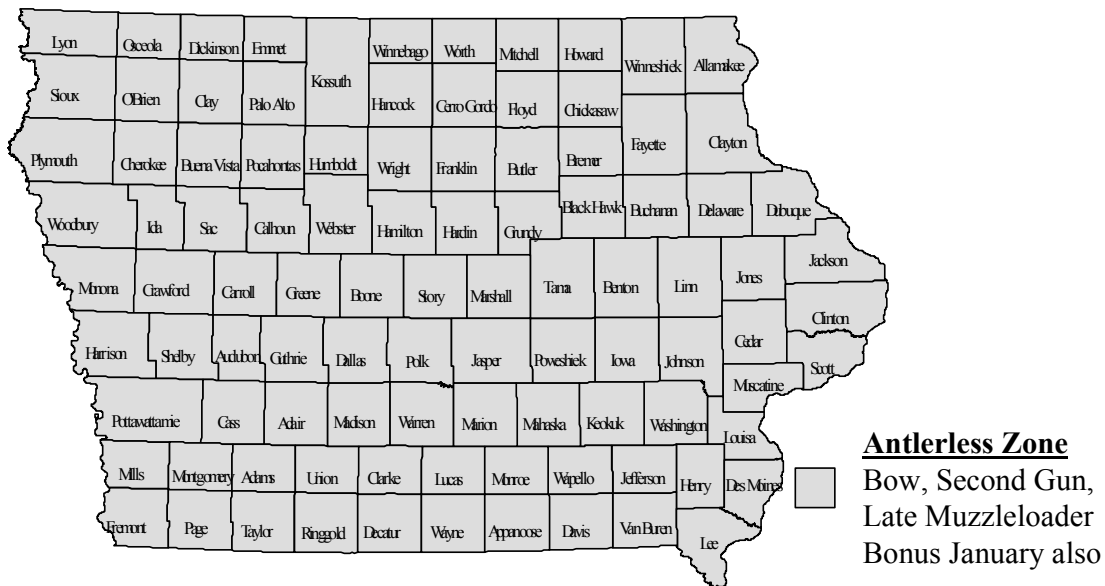 Lyon Osceola Dickinson Emmet Winnebago Worth Mitchell Howard Winneshiek Allamakee
Kossuth
Sioux O'Brien Clay Palo Alto Hancock Cerro Gordo Floyd Chickasaw
Plymouth Cherokee Buena Vista Pocahontas Humboldt Wright Franklin Butler Bremer Fayette Clayton
Woodbury Ida Sac Calhoun Webster Hamilton Hardin Grundy Black Hawk Buchanan Delaware Dubuque
Monona Crawford Carroll Greene Boone Story Marshall Tama Benton Linn Jones Jackson
Clinton
Harrison Shelby Audubon Guthrie Dallas Polk Jasper Poweshiek Iowa Johnson Cedar Scott
Muscatine
Pottawattamie Cass Adair Madison Warren Marion Mahaska Keokuk Washington Louisa
Mills Montgomery Adams Union Clarke Lucas Monroe Wapello Jefferson Henry Des Moines
Fremont Page Taylor Ringgold Decatur Wayne Appanoose Davis Van Buren Lee
Antlerless Zone
Bow, Second Gun,
Late Muzzleloader
Bonus January also